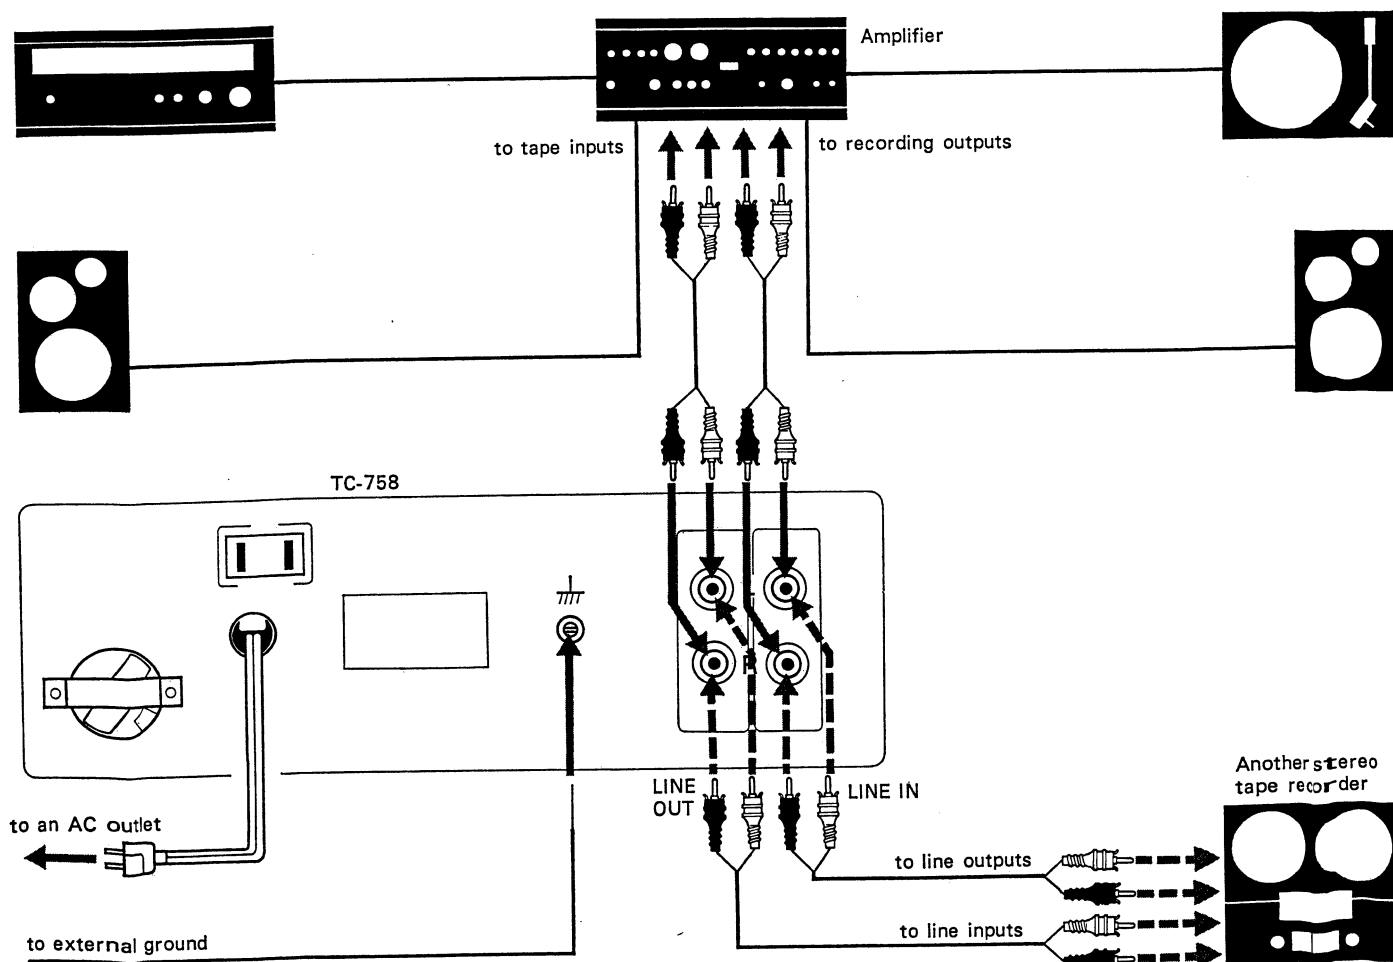 Amplifier
to tape inputs
to recording outputs
TC-758
LINE
OUT
LINE IN
Another stereo
tape recorder
to an AC outlet
to line outputs
to line inputs
to external ground